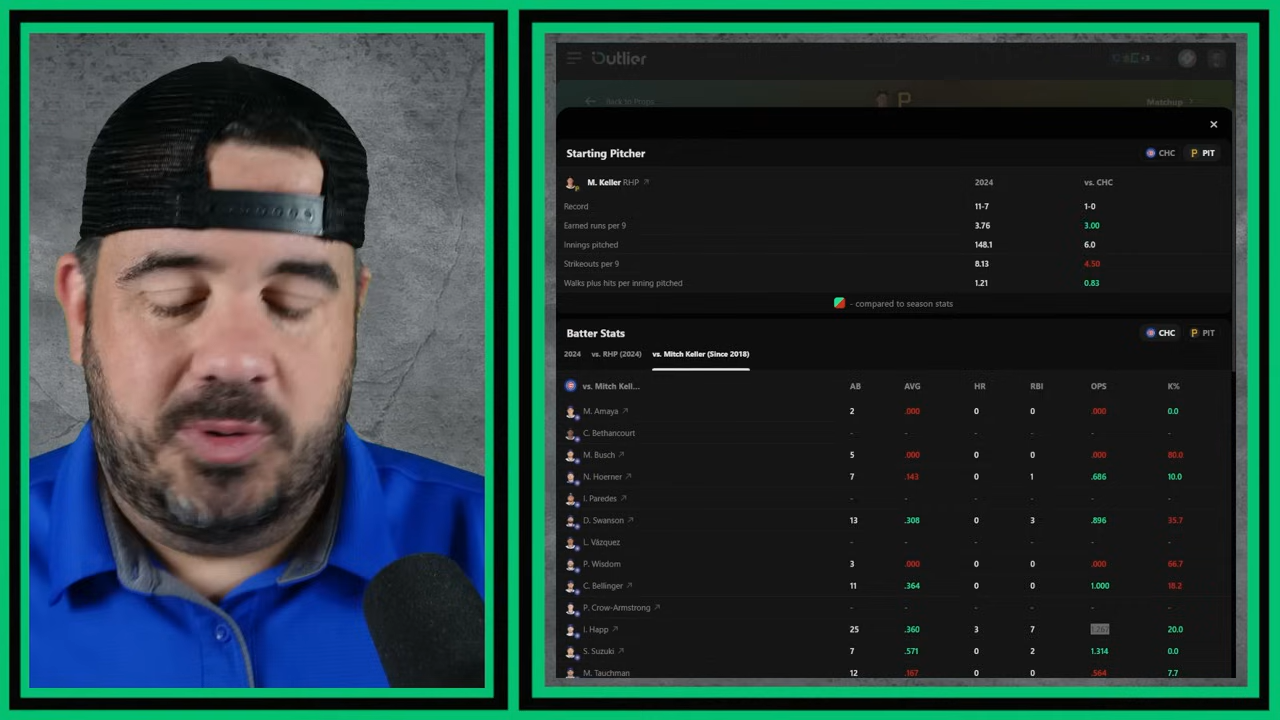 Outlier
Back to Props
P
Matchup
×
Starting Pitcher
CHC P PIT
M. Keller RHP 2024 vs. CHC
Record 11-7 1-0
Earned runs per 9 3.76 3.00
Innings pitched 148.1 6.0
Strikeouts per 9 8.13 4.50
Walks plus hits per inning pitched 1.21 0.83
- compared to season stats
Batter Stats CHC P PIT
2024 vs. RHP (2024) vs. Mitch Keller (Since 2018)
vs. Mitch Kell... AB AVG HR RBI OPS K%
M. Amaya 2 .000 0 0 .000 0.0
C. Bethancourt - - - - - -
M. Busch 5 .000 0 0 .000 80.0
N. Hoerner 7 .143 0 1 .686 10.0
I. Paredes - - - - - -
D. Swanson 13 .308 0 3 .896 35.7
L. Vázquez - - - - - -
P. Wisdom 3 .000 0 0 .000 66.7
C. Bellinger 11 .364 0 0 1.000 18.2
P. Crow-Armstrong - - - - - -
I. Happ 25 .360 3 7 20.0
S. Suzuki 7 .571 0 2 1.314 0.0
M. Tauchman 12 .167 0 0 .564 7.7